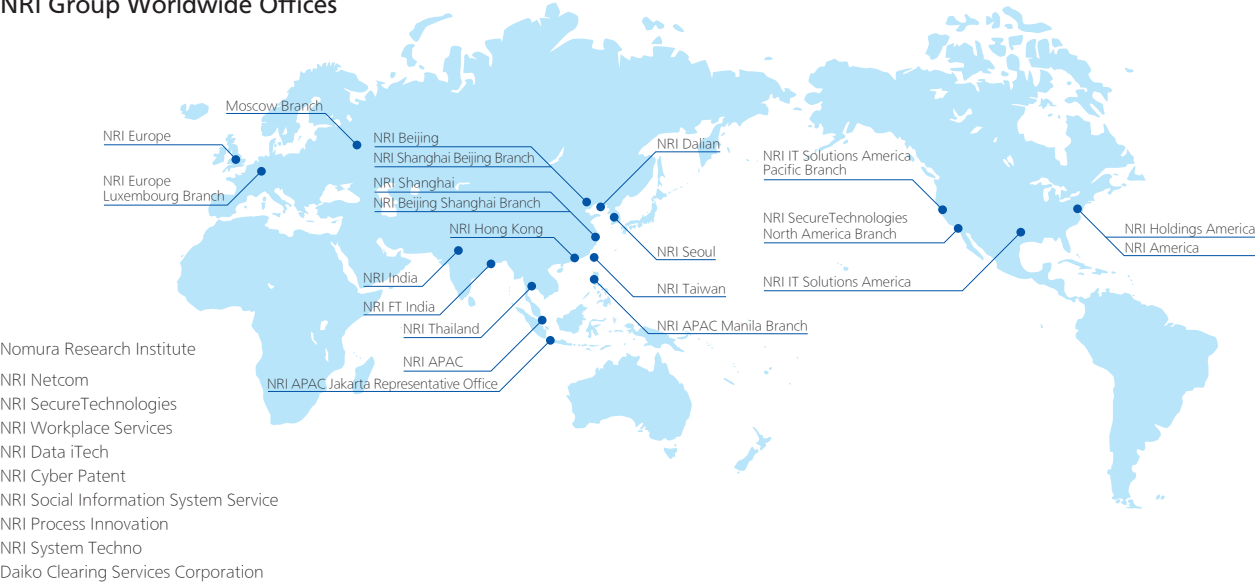 NRI Group Worldwide Offices
Moscow Branch
NRI Europe
NRI Europe
Luxembourg Branch
NRI Beijing
NRI Shanghai Beijing Branch
NRI Shanghai
NRI Beijing Shanghai Branch
NRI Hong Kong
NRI India
NRI FT India
NRI Thailand
NRI APAC
NRI APAC Jakarta Representative Office
NRI Dalian
NRI Seoul
NRI Taiwan
NRI APAC Manila Branch
NRI IT Solutions America
Pacific Branch
NRI SecureTechnologies
North America Branch
NRI IT Solutions America
NRI Holdings America
NRI America
Nomura Research Institute
NRI Netcom
NRI SecureTechnologies
NRI Workplace Services
NRI Data iTech
NRI Cyber Patent
NRI Social Information System Service
NRI Process Innovation
NRI System Techno
Daiko Clearing Services Corporation